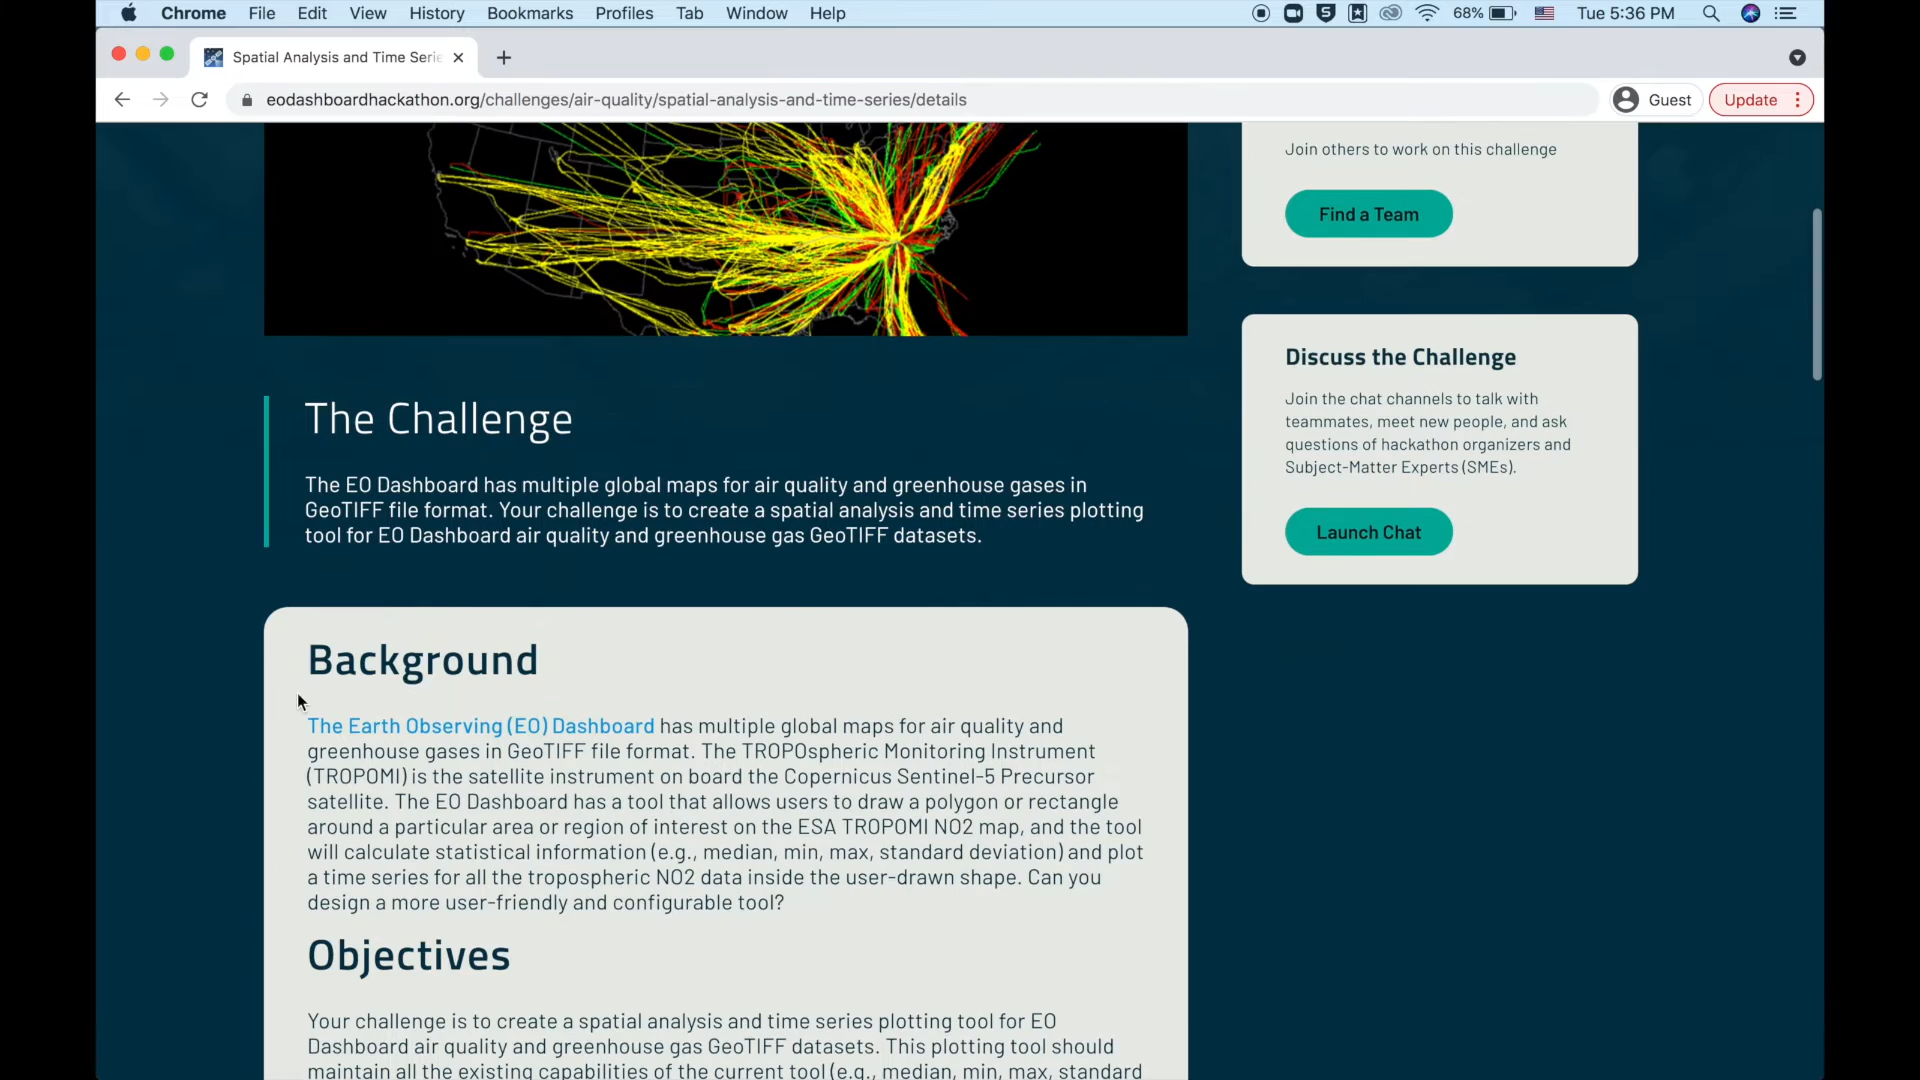 Chrome File Edit View History Bookmarks Profiles Tab Window Help 68% Tue 5:36 PM
Spatial Analysis and Time Serie
eodashboardhackathon.org/challenges/air-quality/spatial-analysis-and-time-series/details Guest Update
Join others to work on this challenge
Find a Team
Discuss the Challenge
Join the chat channels to talk with
teammates, meet new people, and ask
questions of hackathon organizers and
Subject-Matter Experts (SMEs).
Launch Chat
The Challenge
The EO Dashboard has multiple global maps for air quality and greenhouse gases in
GeoTIFF file format. Your challenge is to create a spatial analysis and time series plotting
tool for EO Dashboard air quality and greenhouse gas GeoTIFF datasets.
Background
The Earth Observing (EO) Dashboard has multiple global maps for air quality and
greenhouse gases in GeoTIFF file format. The TROPOspheric Monitoring Instrument
(TROPOMI) is the satellite instrument on board the Copernicus Sentinel-5 Precursor
satellite. The EO Dashboard has a tool that allows users to draw a polygon or rectangle
around a particular area or region of interest on the ESA TROPOMI NO2 map, and the tool
will calculate statistical information (e.g., median, min, max, standard deviation) and plot
a time series for all the tropospheric NO2 data inside the user-drawn shape. Can you
design a more user-friendly and configurable tool?
Objectives
Your challenge is to create a spatial analysis and time series plotting tool for EO
Dashboard air quality and greenhouse gas GeoTIFF datasets. This plotting tool should
maintain all the existing capabilities of the current tool (e.g., median, min, max, standard